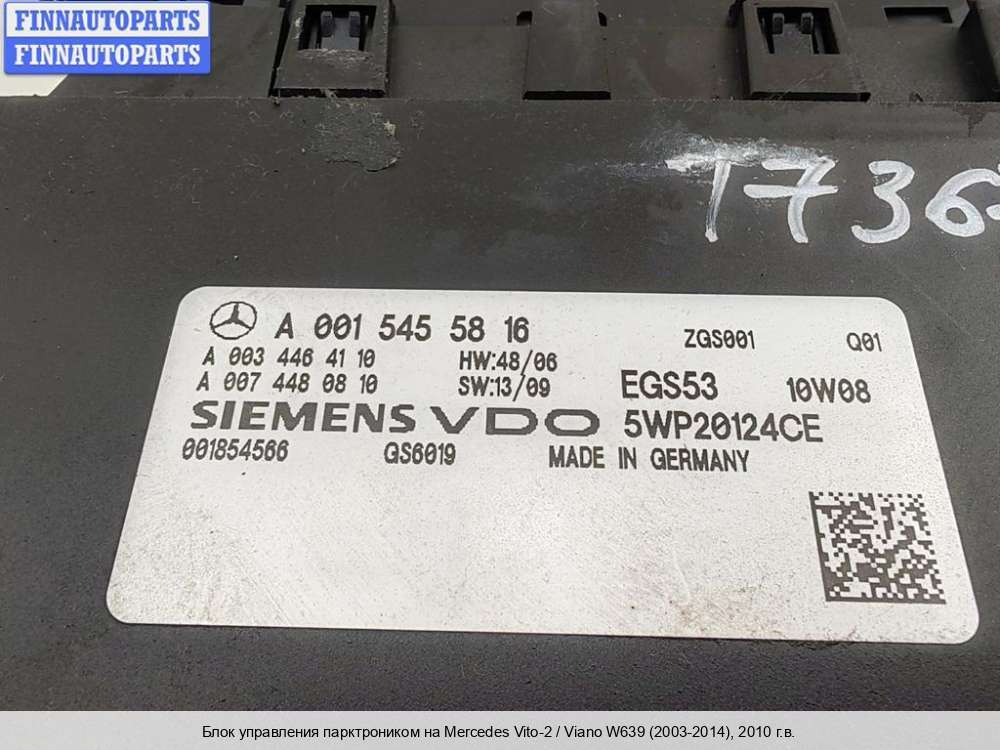 FINNAUTOPARTS
FINNAUTOPARTS
1736
A 001 545 58 16
ZGS001
Q01
A 003 446 41 10
HW:48/06
A 007 448 08 10
SW:13/09
EGS53
10W08
SIEMENS VDO
5WP20124CE
001854566
GS6019
MADE IN GERMANY
Блок управления парктроником на Mercedes Vito-2 / Viano W639 (2003-2014), 2010 г.в.